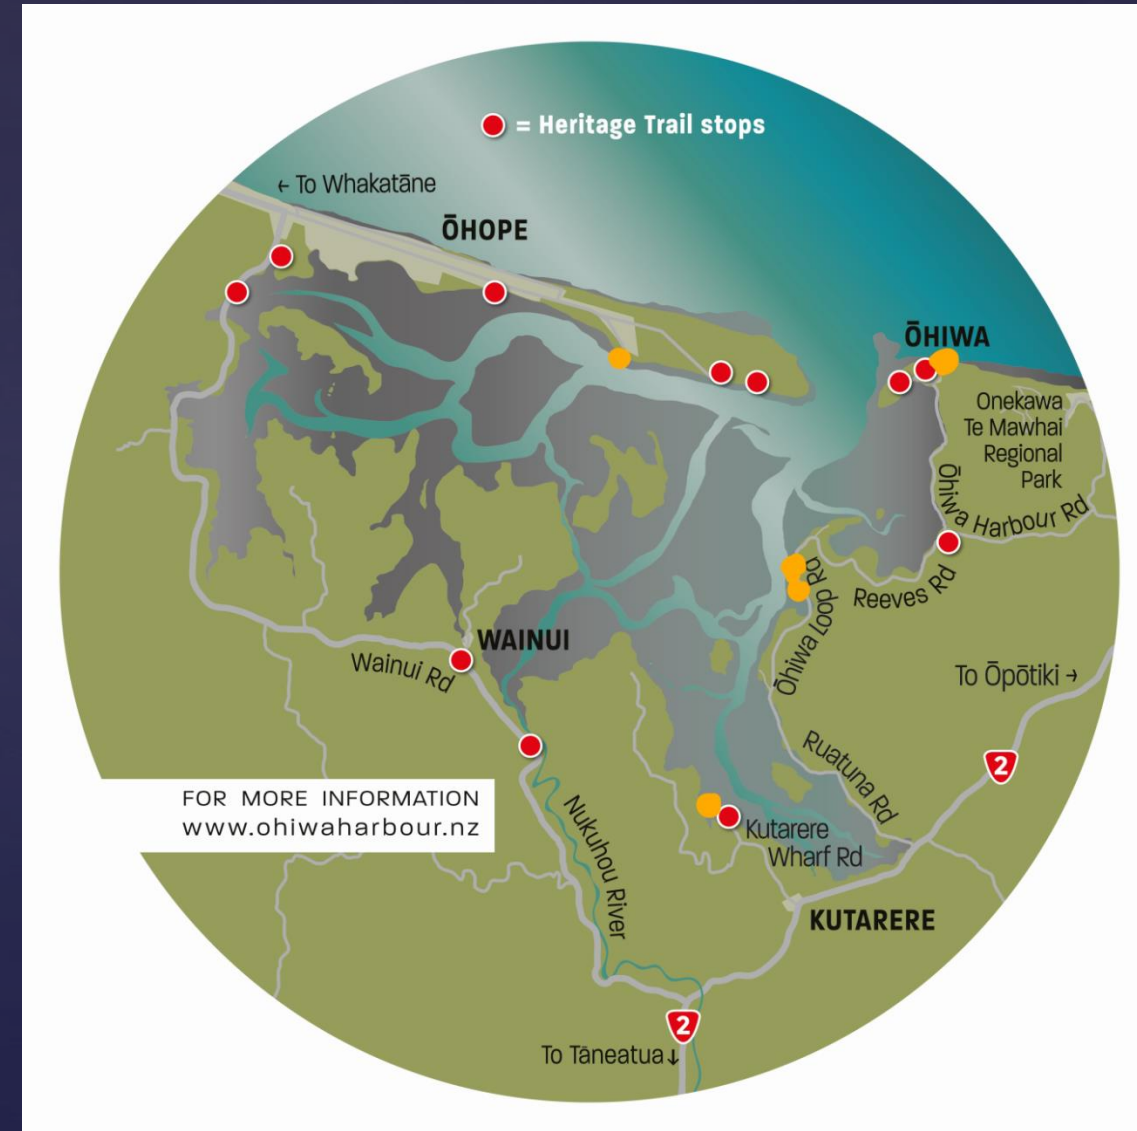 = Heritage Trail stops
← To Whakatāne
ŌHOPE
ŌHIWA
Onekawa
Te Mawhai
Regional
Park
Ōhiwa Harbour Rd
Reeves Rd
Ōhiwa Loop Rd
WAINUI
Wainui Rd
To Ōpōtiki →
2
Ruatuna Rd
FOR MORE INFORMATION
www.ohiwaharbour.nz
Nukuhou River
Kutarere
Wharf Rd
KUTARERE
2
To Tāneatua ↓